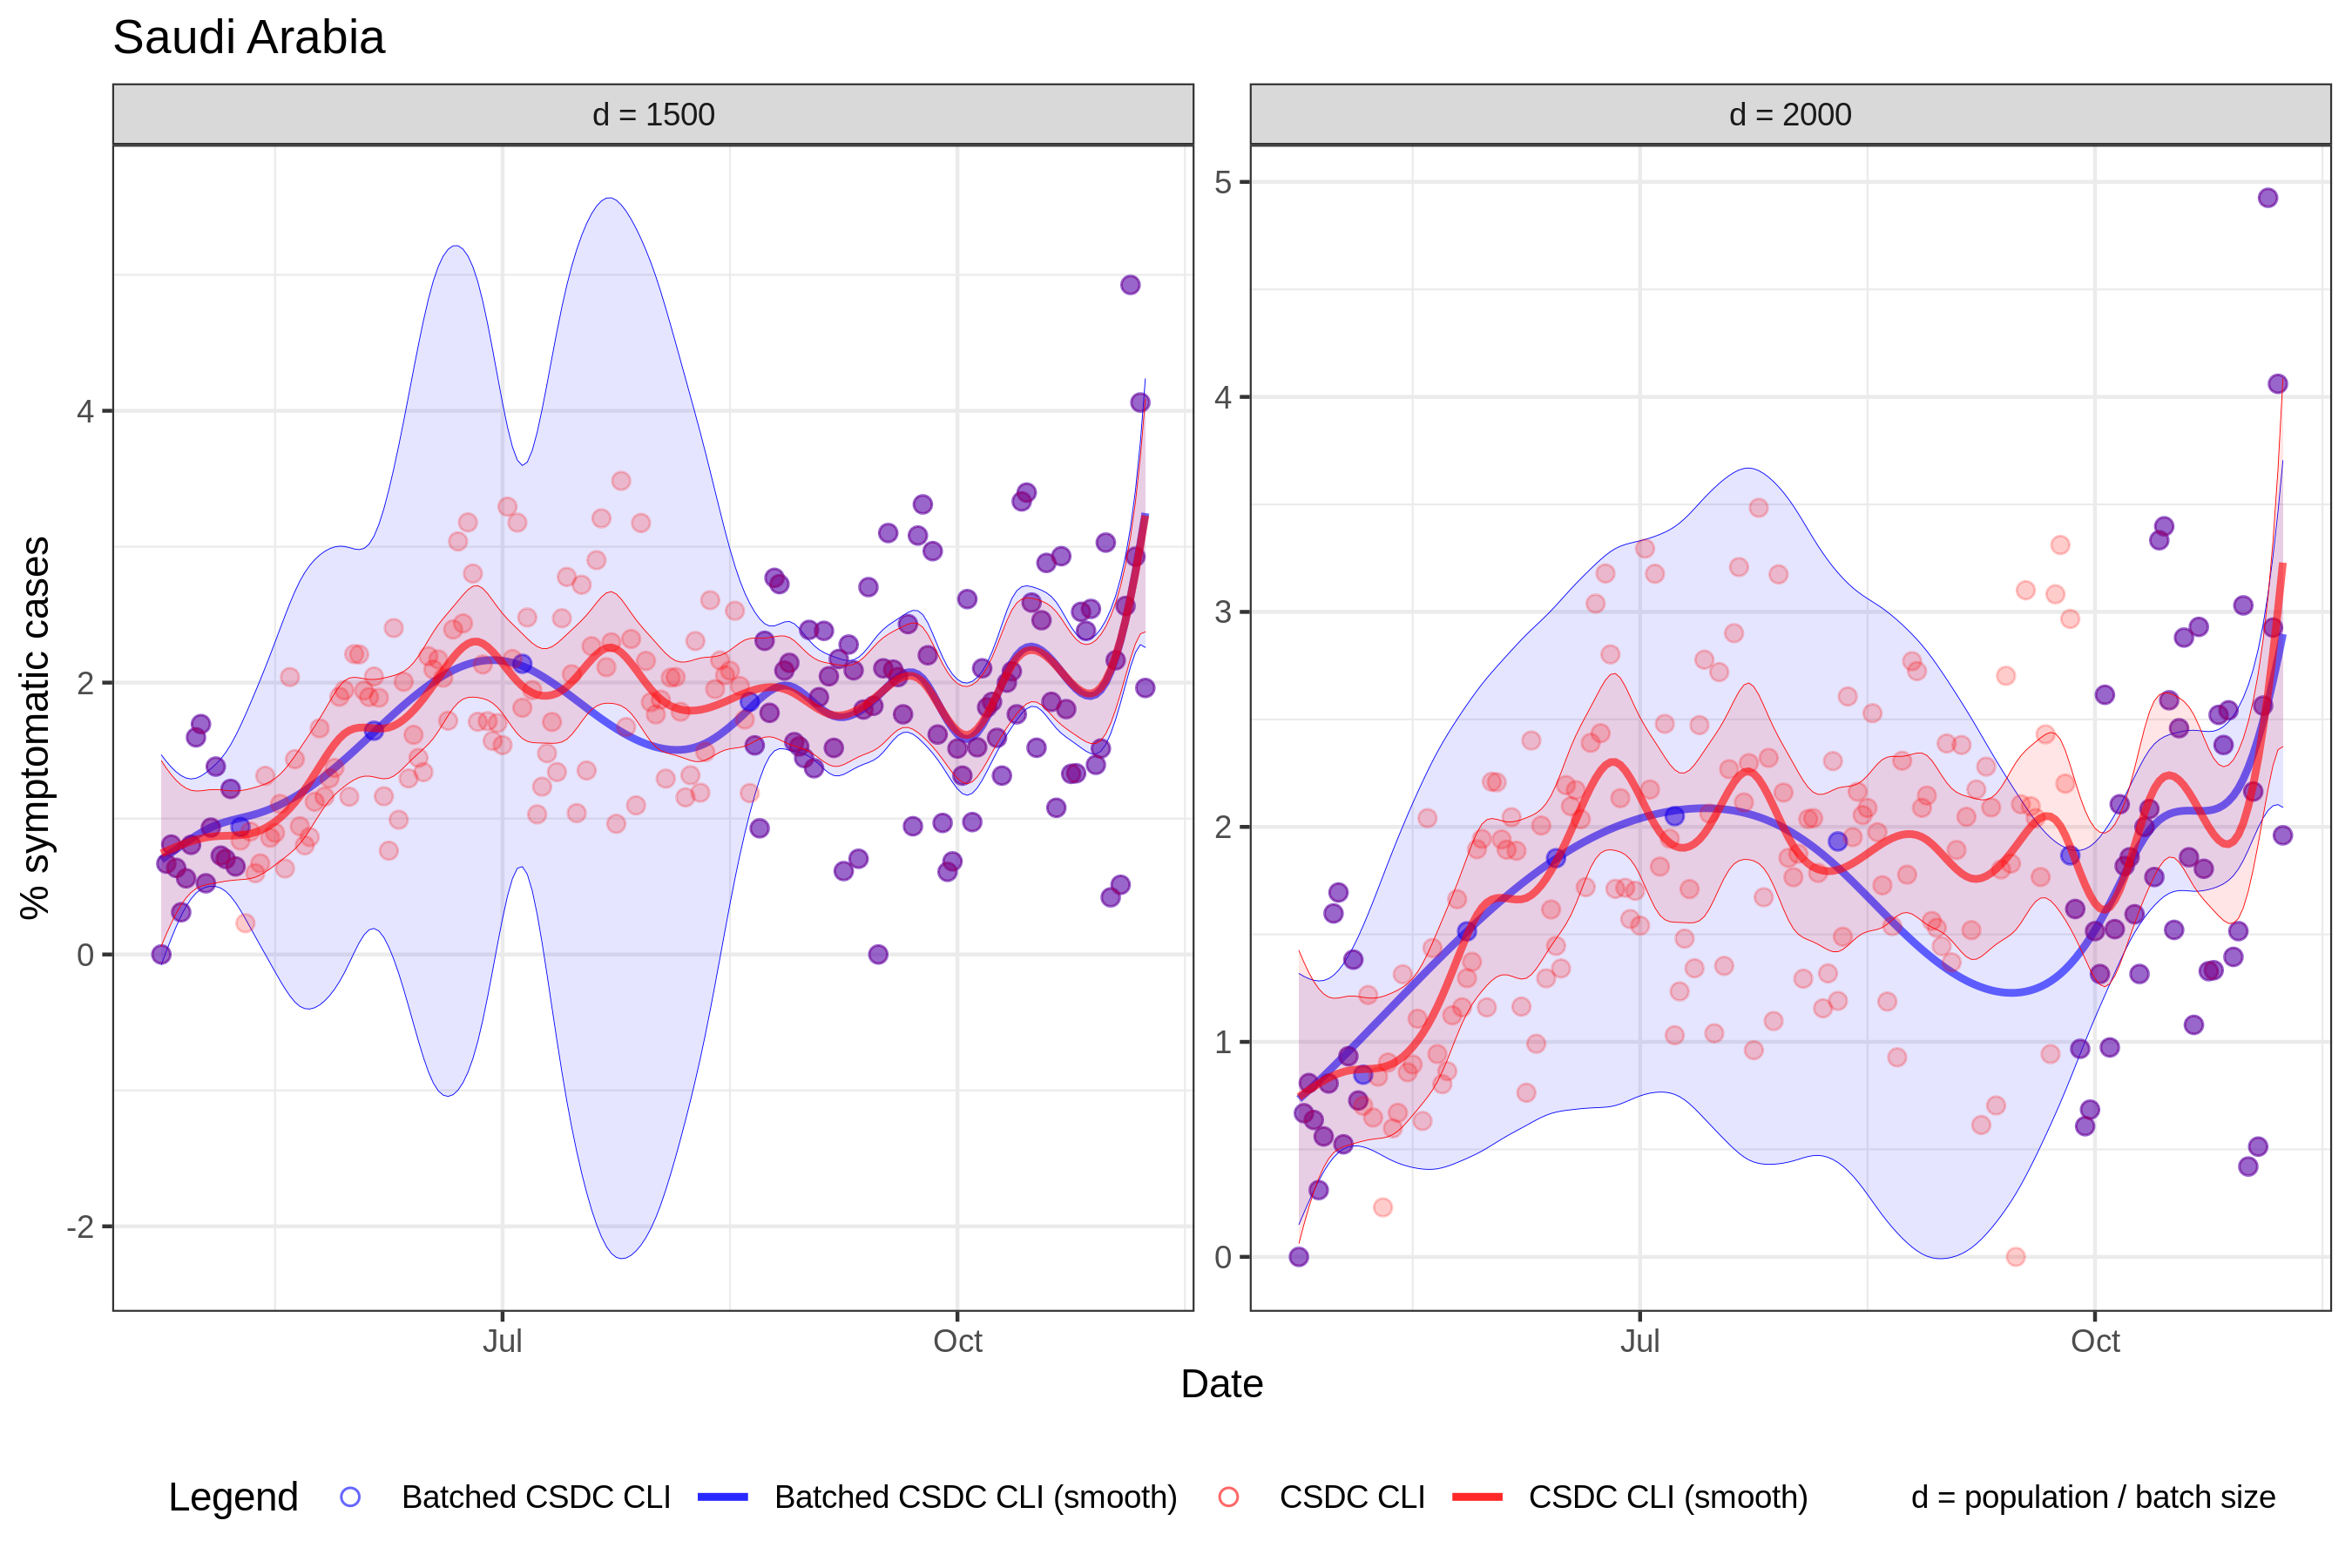 Saudi Arabia
d = 1500
d = 2000
% symptomatic cases
4
2
0
-2
5
4
3
2
1
0
Jul
Oct
Jul
Oct
Date
Legend
Batched CSDC CLI
Batched CSDC CLI (smooth)
CSDC CLI
CSDC CLI (smooth)
d = population / batch size